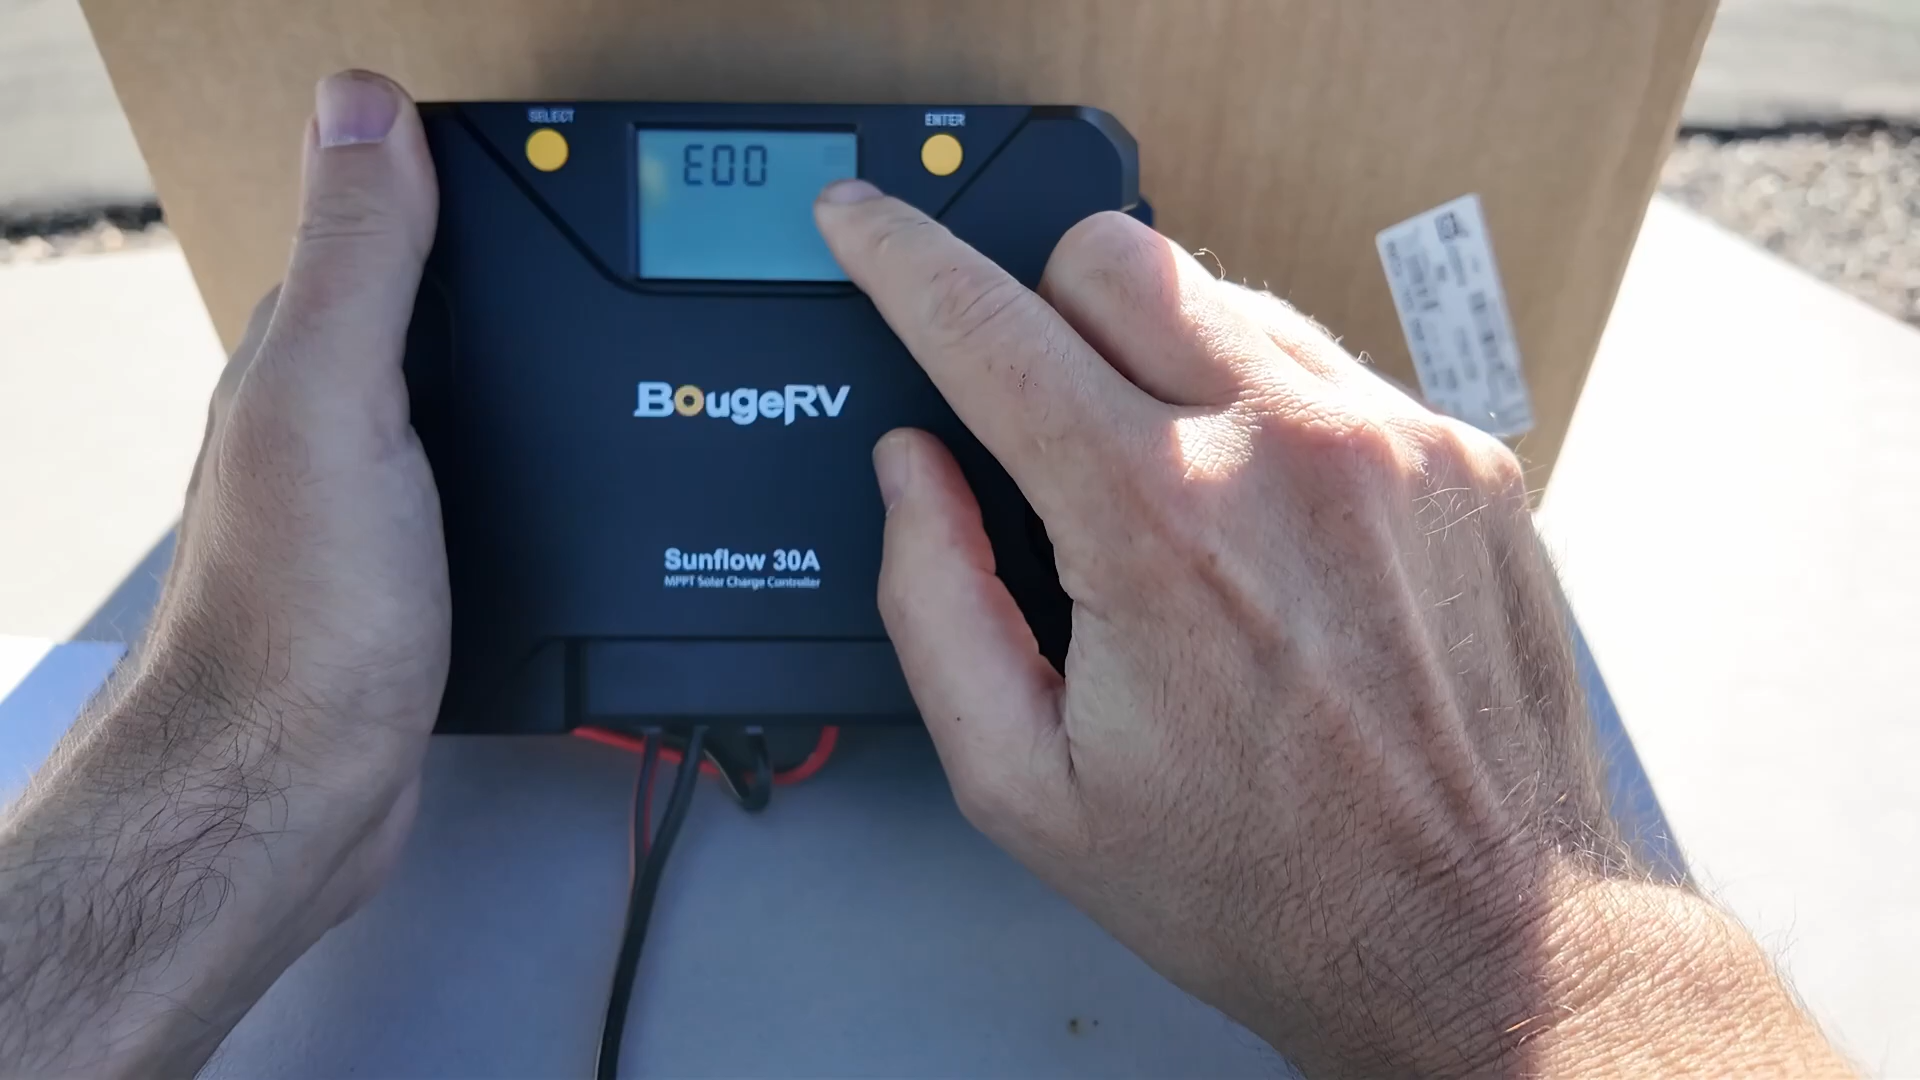 SELECT
ENTER
E00
BougeRV
Sunflow 30A
MPPT Solar Charge Controller